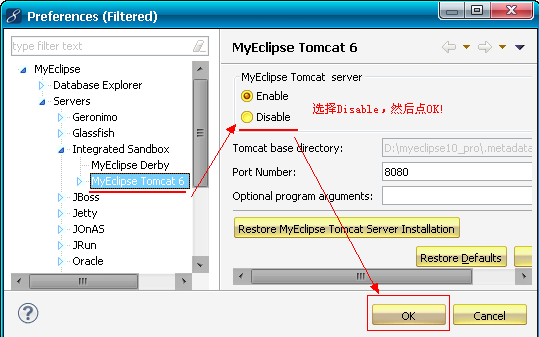 Preferences (Filtered)
type filter text
MyEclipse
Database Explorer
Servers
Geronimo
Glassfish
Integrated Sandbox
MyEclipse Derby
MyEclipse Tomcat 6
JBoss
Jetty
JOnAS
JRun
Oracle
MyEclipse Tomcat 6
MyEclipse Tomcat server
Enable
Disable
选择Disable，然后点OK!
Tomcat base directory:
D:\myeclipse10_pro\.metadata
Port Number:
8080
Optional program arguments:
Restore MyEclipse Tomcat Server Installation
Restore Defaults
OK
Cancel